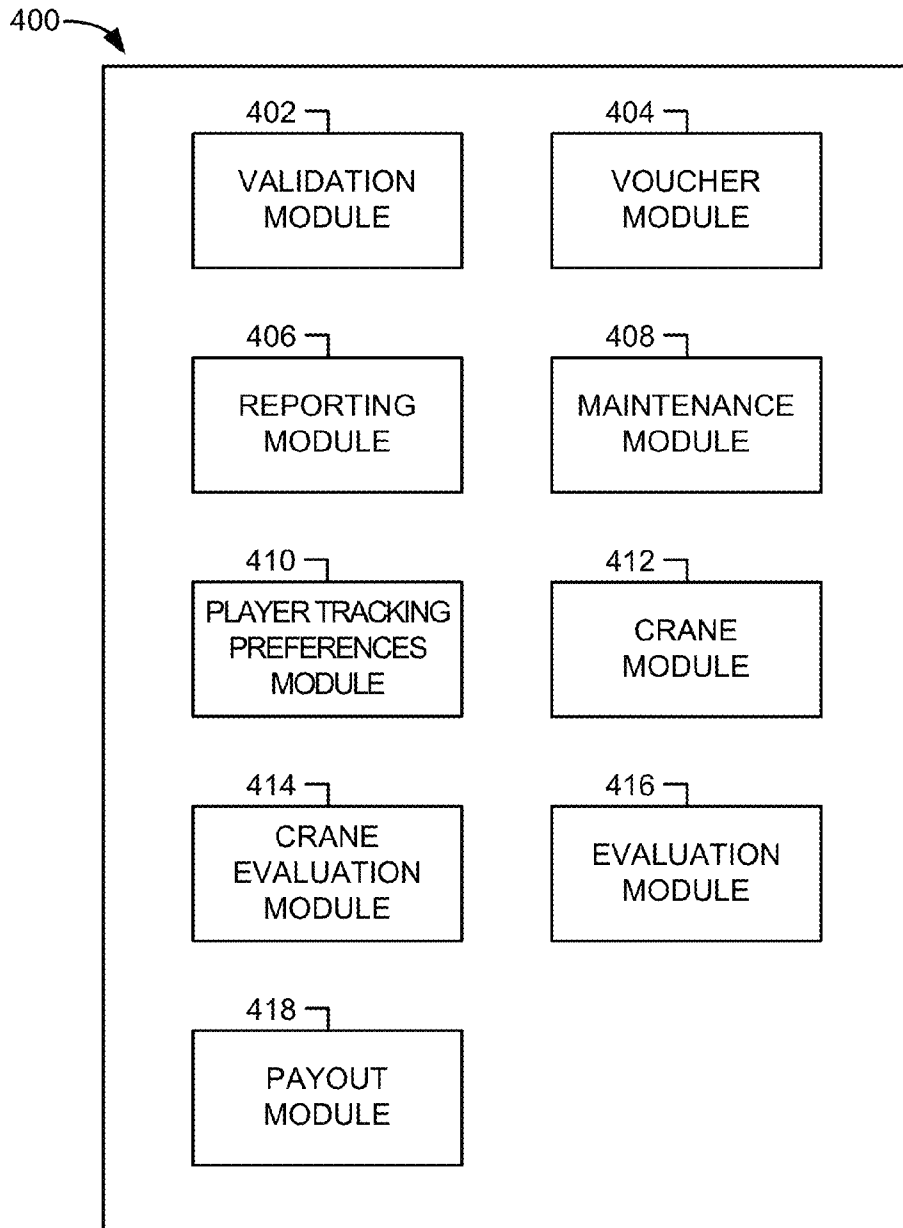 400
402
VALIDATION
MODULE
404
VOUCHER
MODULE
406
REPORTING
MODULE
408
MAINTENANCE
MODULE
410
PLAYER TRACKING
PREFERENCES
MODULE
412
CRANE
MODULE
414
CRANE
EVALUATION
MODULE
416
EVALUATION
MODULE
418
PAYOUT
MODULE